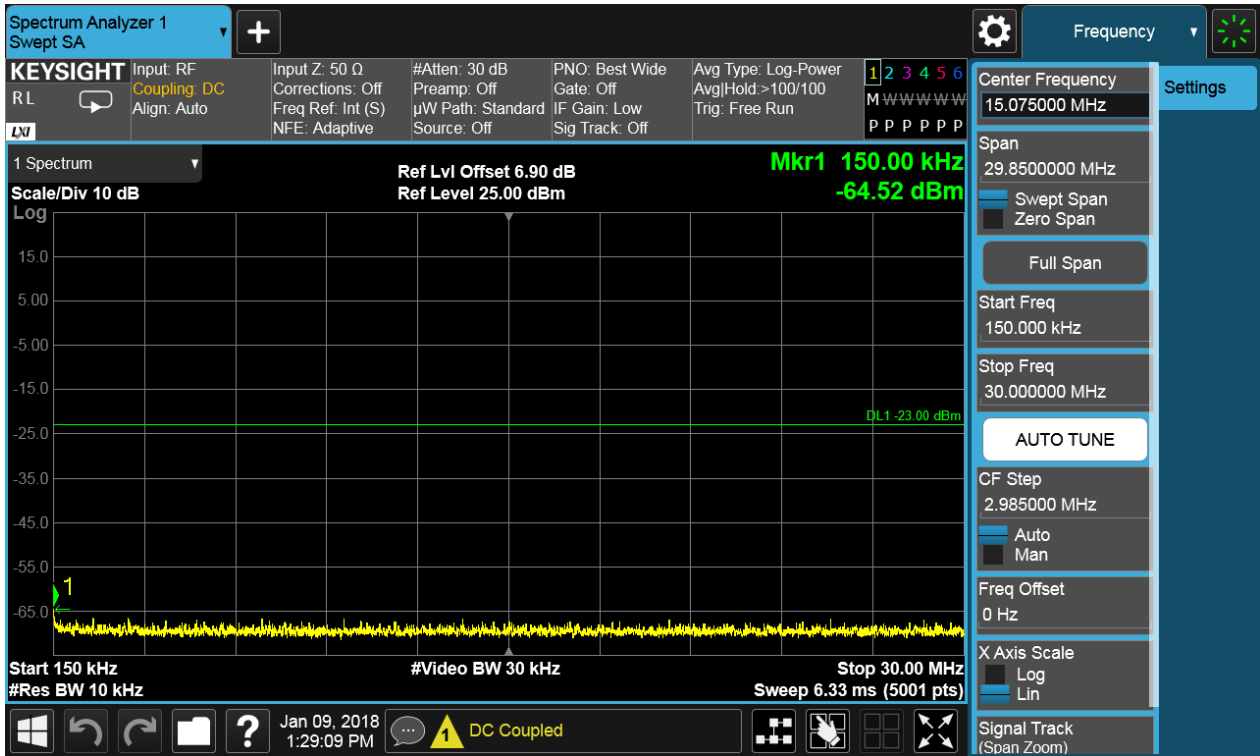 Spectrum Analyzer 1
Swept SA
+
Frequency
KEYSIGHT
R L
LXI
Input: RF
Coupling: DC
Align: Auto
Input Z: 50 Ω
Corrections: Off
Freq Ref: Int (S)
NFE: Adaptive
#Atten: 30 dB
Preamp: Off
µW Path: Standard
Source: Off
PNO: Best Wide
Gate: Off
IF Gain: Low
Sig Track: Off
Avg Type: Log-Power
Avg|Hold:>100/100
Trig: Free Run
1 2 3 4 5 6
M W W W W W
P P P P P P
1 Spectrum
Scale/Div 10 dB
Log
Ref Lvl Offset 6.90 dB
Ref Level 25.00 dBm
Mkr1 150.00 kHz
-64.52 dBm
15.0
5.00
-5.00
-15.0
DL1 -23.00 dBm
-25.0
-35.0
-45.0
-55.0
1
-65.0
Start 150 kHz
#Res BW 10 kHz
#Video BW 30 kHz
Stop 30.00 MHz
Sweep 6.33 ms (5001 pts)
Center Frequency
15.075000 MHz
Span
29.8500000 MHz
Swept Span
Zero Span
Full Span
Start Freq
150.000 kHz
Stop Freq
30.000000 MHz
AUTO TUNE
CF Step
2.985000 MHz
Auto
Man
Freq Offset
0 Hz
X Axis Scale
Log
Lin
Signal Track
(Span Zoom)
Settings
?
Jan 09, 2018
1:29:09 PM
1
DC Coupled